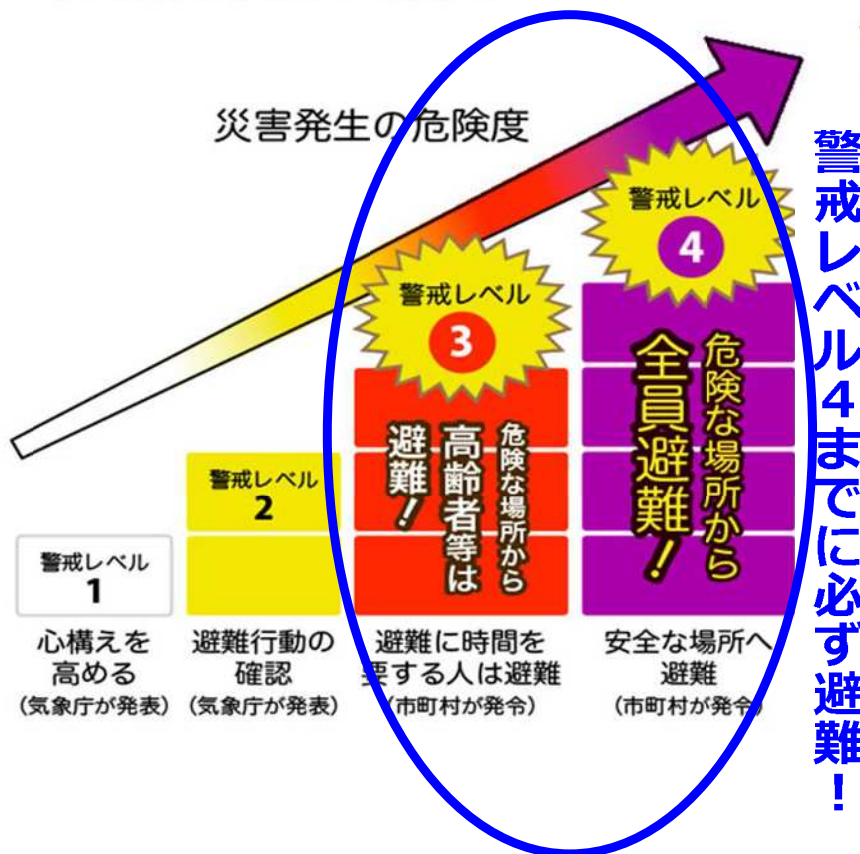 災害発生の危険度
警戒レベル
1
心構えを
高める
(気象庁が発表)
警戒レベル
2
避難行動の
確認
(気象庁が発表)
警戒レベル
3
危険な場所から
高齢者等は
避難！
避難に時間を
要する人は避難
(市町村が発令)
警戒レベル
4
危険な場所から
全員避難！
安全な場所へ
避難
(市町村が発令)
警戒レベル4までに必ず避難！